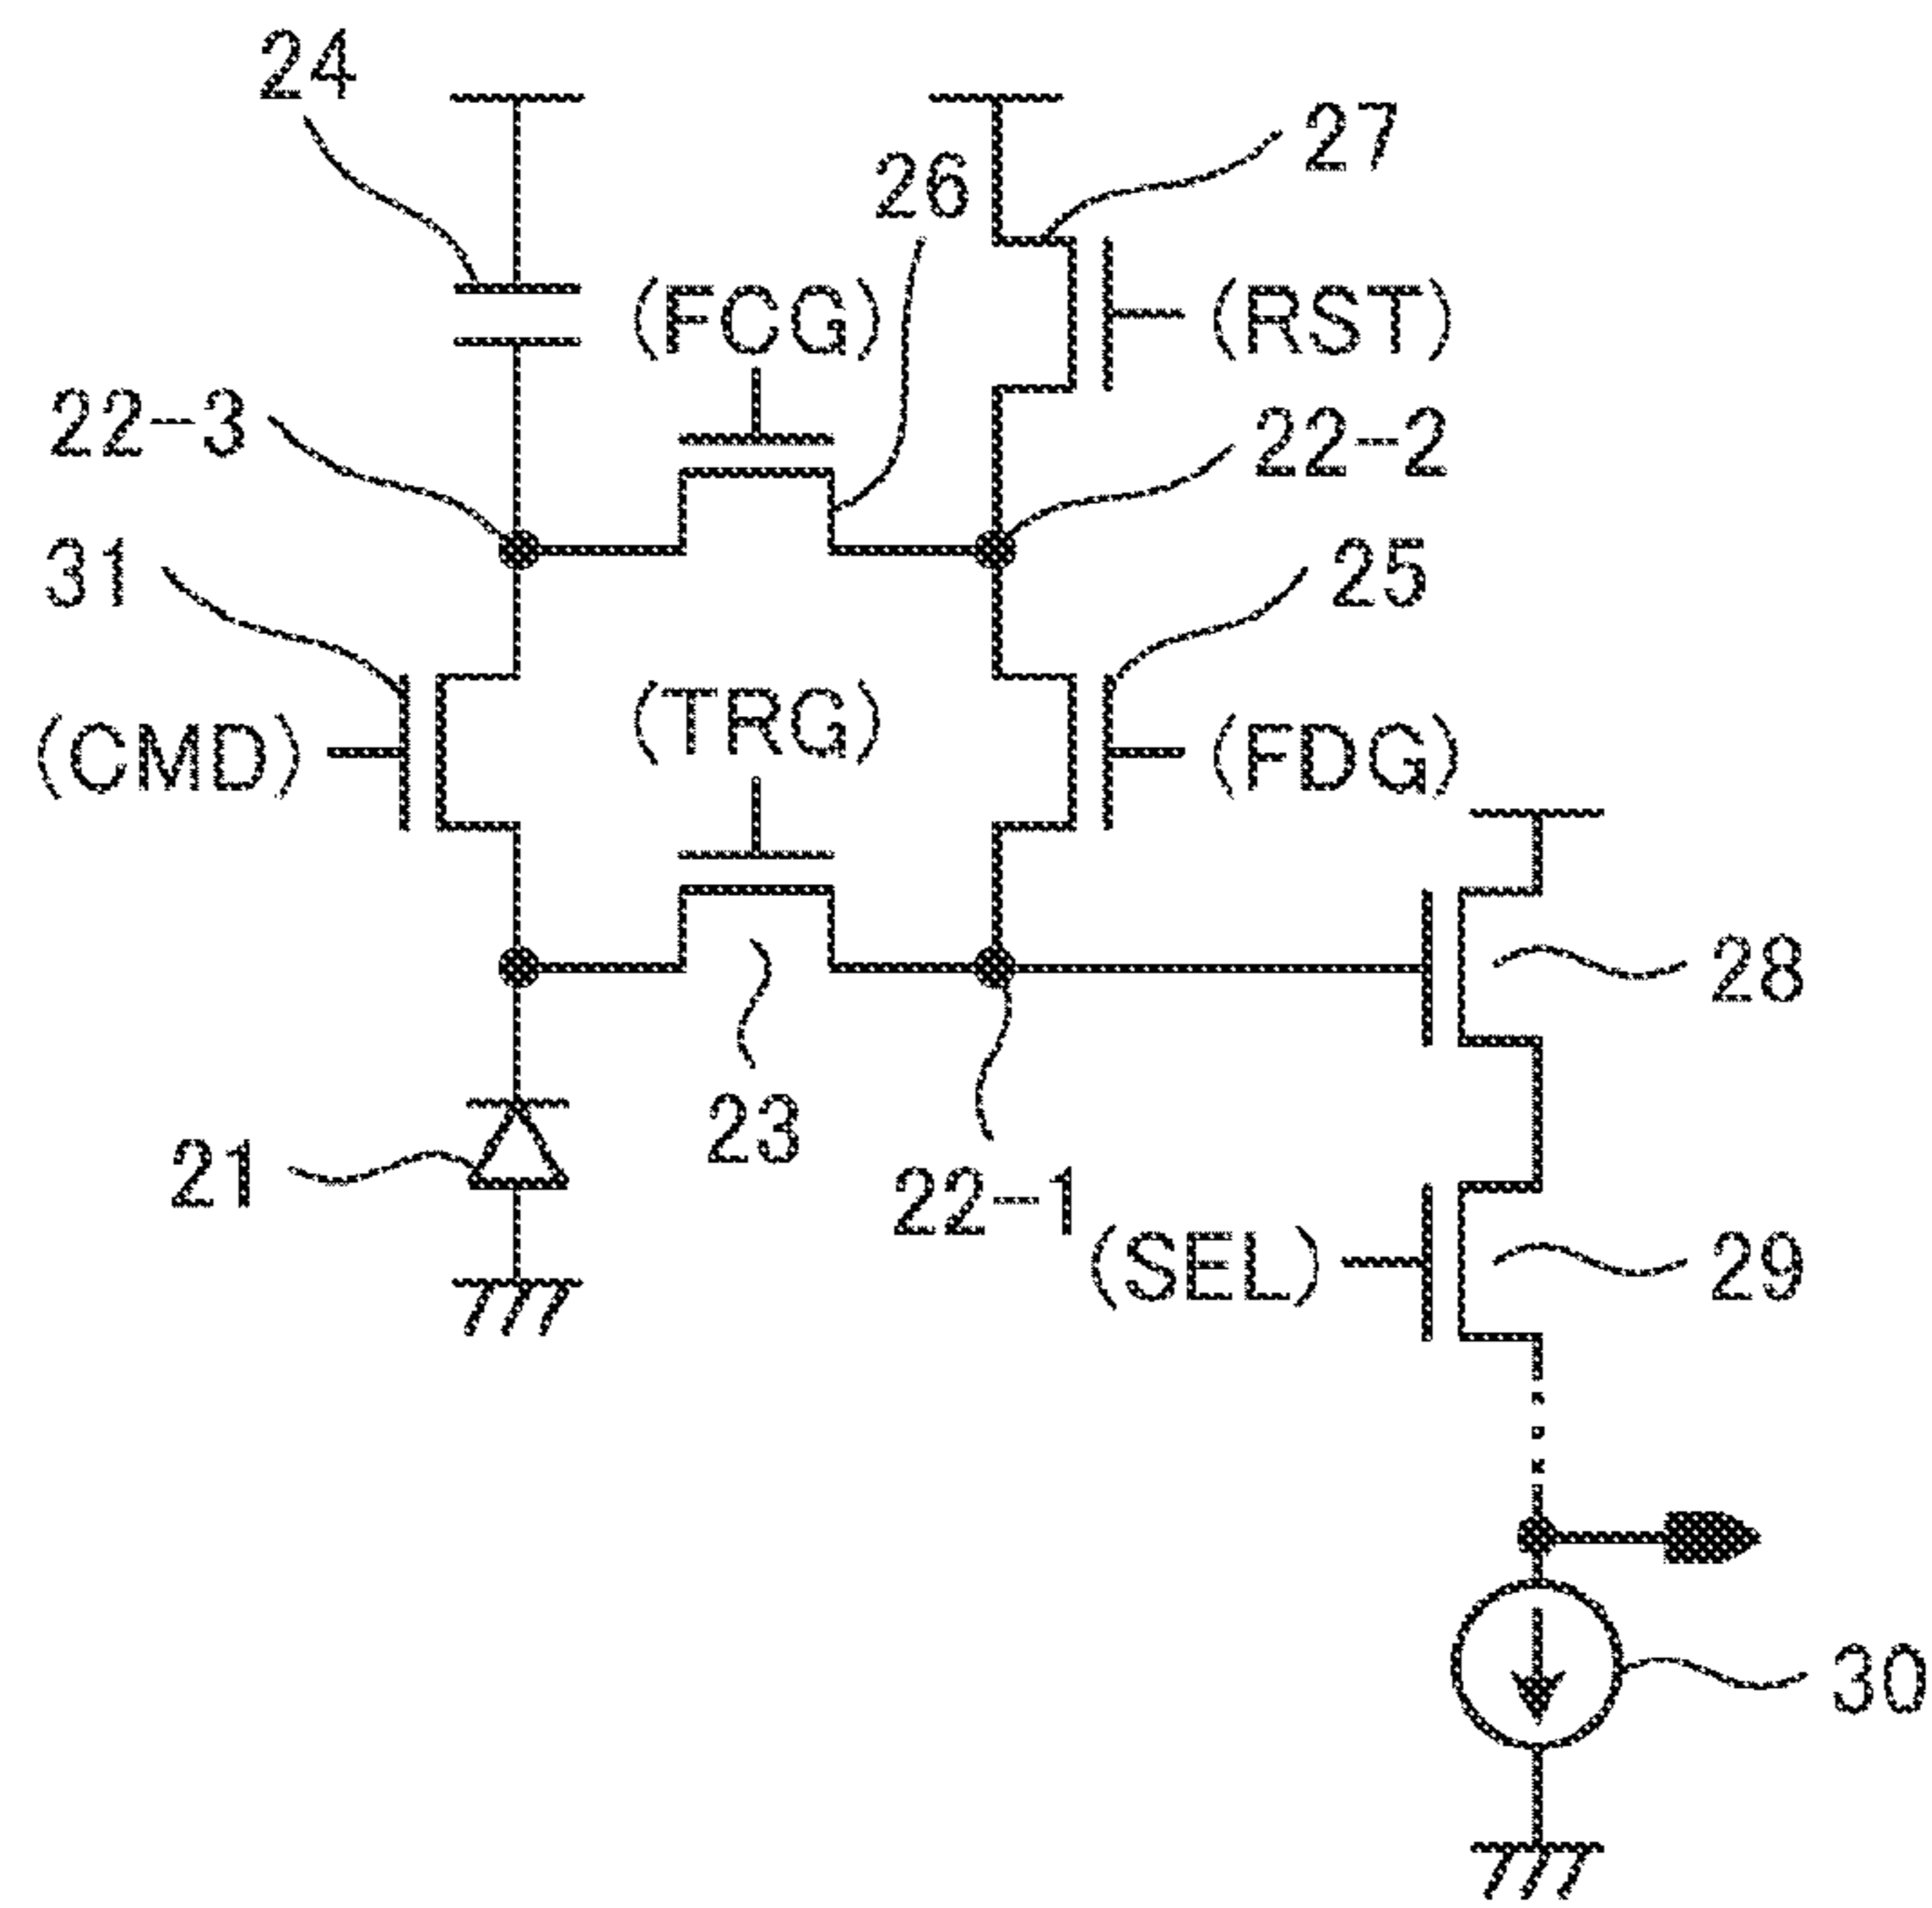 24
27
26
(FCG)
(RST)
22-3
22-2
31
25
(TRG)
(CMD)
(FDG)
28
23
21
22-1
(SEL)
29
30